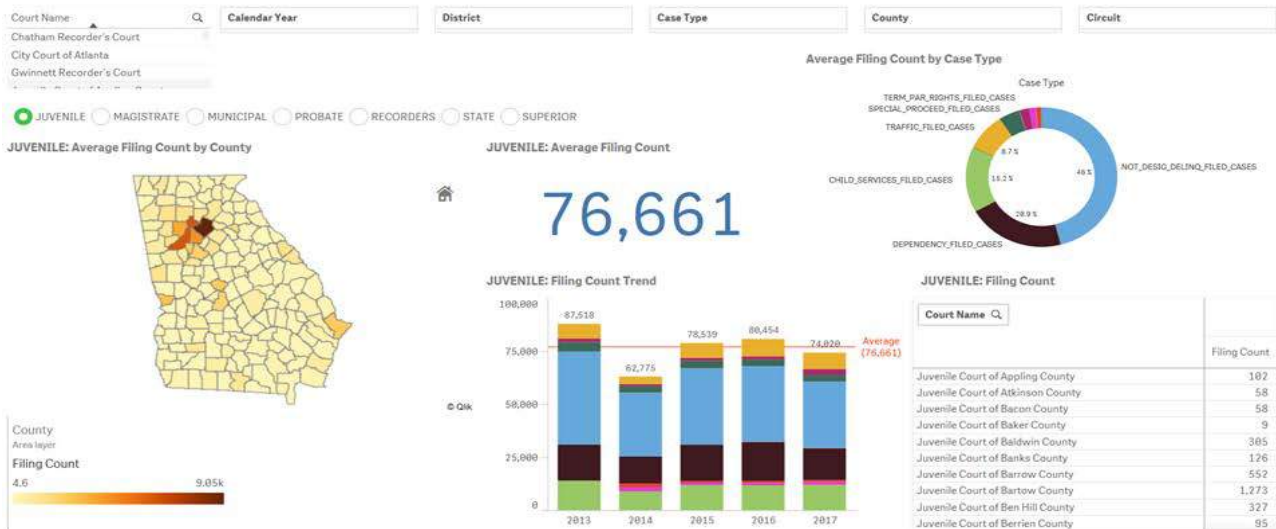 Court Name
Calendar Year
District
Case Type
County
Circuit
Chatham Recorder's Court
City Court of Atlanta
Gwinnett Recorder's Court
JUVENILE MAGISTRATE MUNICIPAL PROBATE RECORDERS STATE SUPERIOR
Average Filing Count by Case Type
Case Type
TERM_PAR_RIGHTS_FILED_CASES
SPECIAL_PROCEED_FILED_CASES
TRAFFIC_FILED_CASES
CHILD_SERVICES_FILED_CASES
DEPENDENCY_FILED_CASES
NOT_DESIG_DELINQ_FILED_CASES
8.7 %
15.2 %
20.9 %
46 %
JUVENILE: Average Filing Count by County
© Qlik
County
Area layer
Filing Count
4.6 9.05k
JUVENILE: Average Filing Count
76,661
JUVENILE: Filing Count Trend
100,000
75,000
50,000
25,000
0
87,518
62,775
78,539
80,454
74,020
Average
(76,661)
2013 2014 2015 2016 2017
JUVENILE: Filing Count
Court Name
Filing Count
Juvenile Court of Appling County 102
Juvenile Court of Atkinson County 58
Juvenile Court of Bacon County 58
Juvenile Court of Baker County 9
Juvenile Court of Baldwin County 305
Juvenile Court of Banks County 126
Juvenile Court of Barrow County 552
Juvenile Court of Bartow County 1,273
Juvenile Court of Ben Hill County 327
Juvenile Court of Berrien County 95